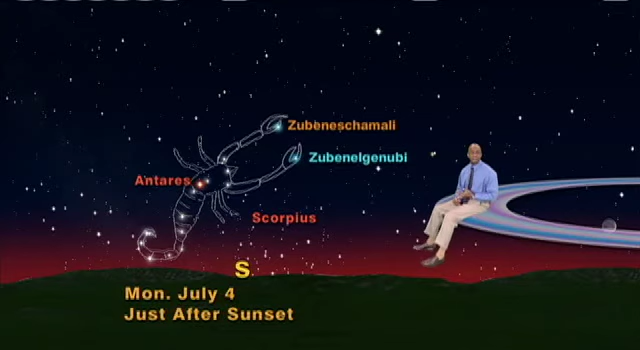 Zubeneschamali
Zubenelgenubi
Antares
Scorpius
S
Mon. July 4
Just After Sunset